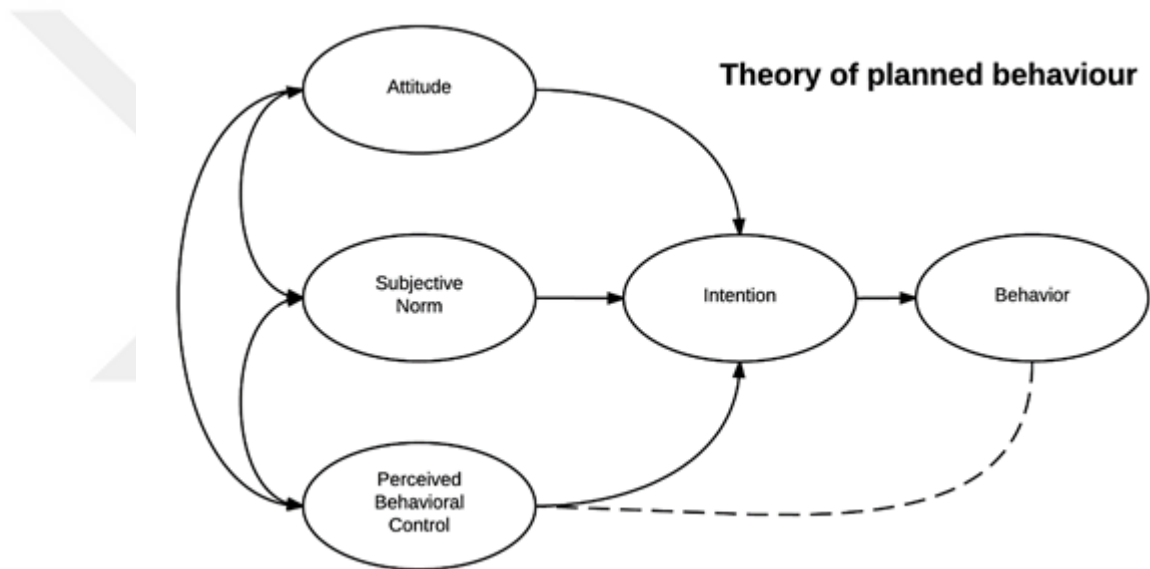 Theory of planned behaviour
Attitude
Subjective
Norm
Intention
Behavior
Perceived
Behavioral
Control